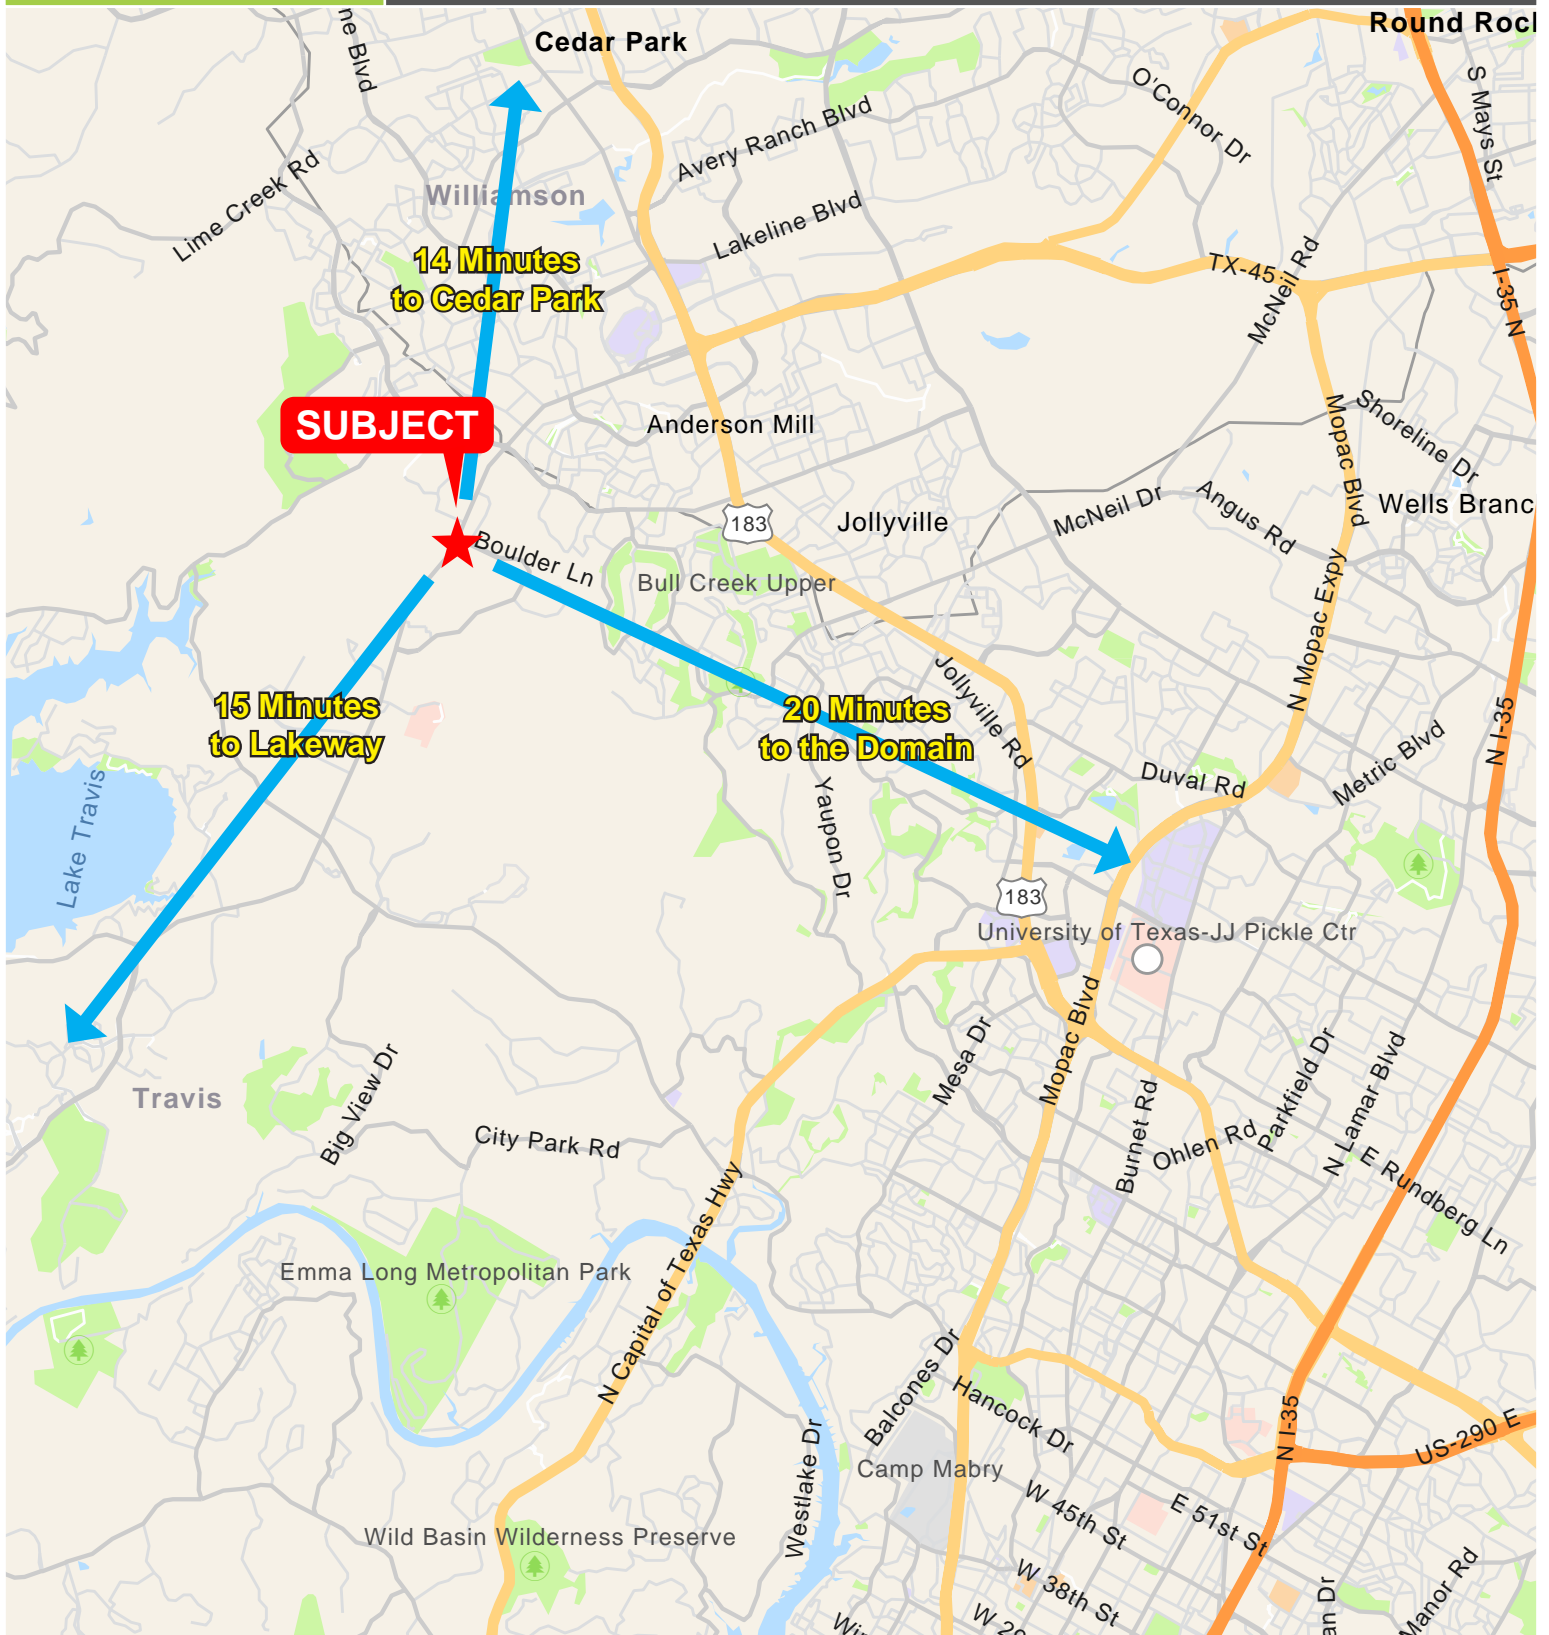 Round Rock
Cedar Park
ne Blvd
O'Connor Dr
S Mays St
Avery Ranch Blvd
Lime Creek Rd
Williamson
Lakeline Blvd
14 Minutes
to Cedar Park
TX-45
McNeil Rd
I-35 N
SUBJECT
Anderson Mill
Mopac Blvd
Shoreline Dr
183
Jollyville
McNeil Dr
Angus Rd
Wells Branc
Boulder Ln
Bull Creek Upper
N Mopac Expy
15 Minutes
to Lakeway
20 Minutes
to the Domain
Jollyville Rd
N I-35
Duval Rd
Metric Blvd
Lake Travis
Yaupon Dr
183
University of Texas-JJ Pickle Ctr
Mesa Dr
Mopac Blvd
Travis
Big View Dr
City Park Rd
Burnet Rd
Ohlen Rd
Parkfield Dr
N Lamar Blvd
E Rundberg Ln
N Capital of Texas Hwy
Emma Long Metropolitan Park
Balcones Dr
Hancock Dr
N I-35
US-290 E
Westlake Dr
Camp Mabry
W 45th St
E 51st St
Wild Basin Wilderness Preserve
W 38th St
W 29
an Dr
Manor Rd